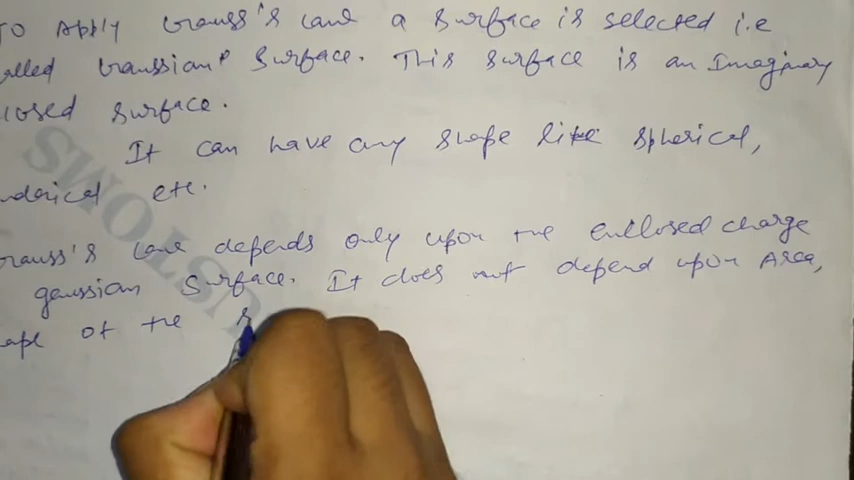 To Apply Gauss's Law a Surface is selected i.e
alled Gaussian Surface. This surface is an Imaginary
losed surface.
It can have any shape like spherical,
ndrical etc.
Gauss's Law depends only upon the enclosed charge
gaussian Surface. It does not depend upon Area,
ape of the s